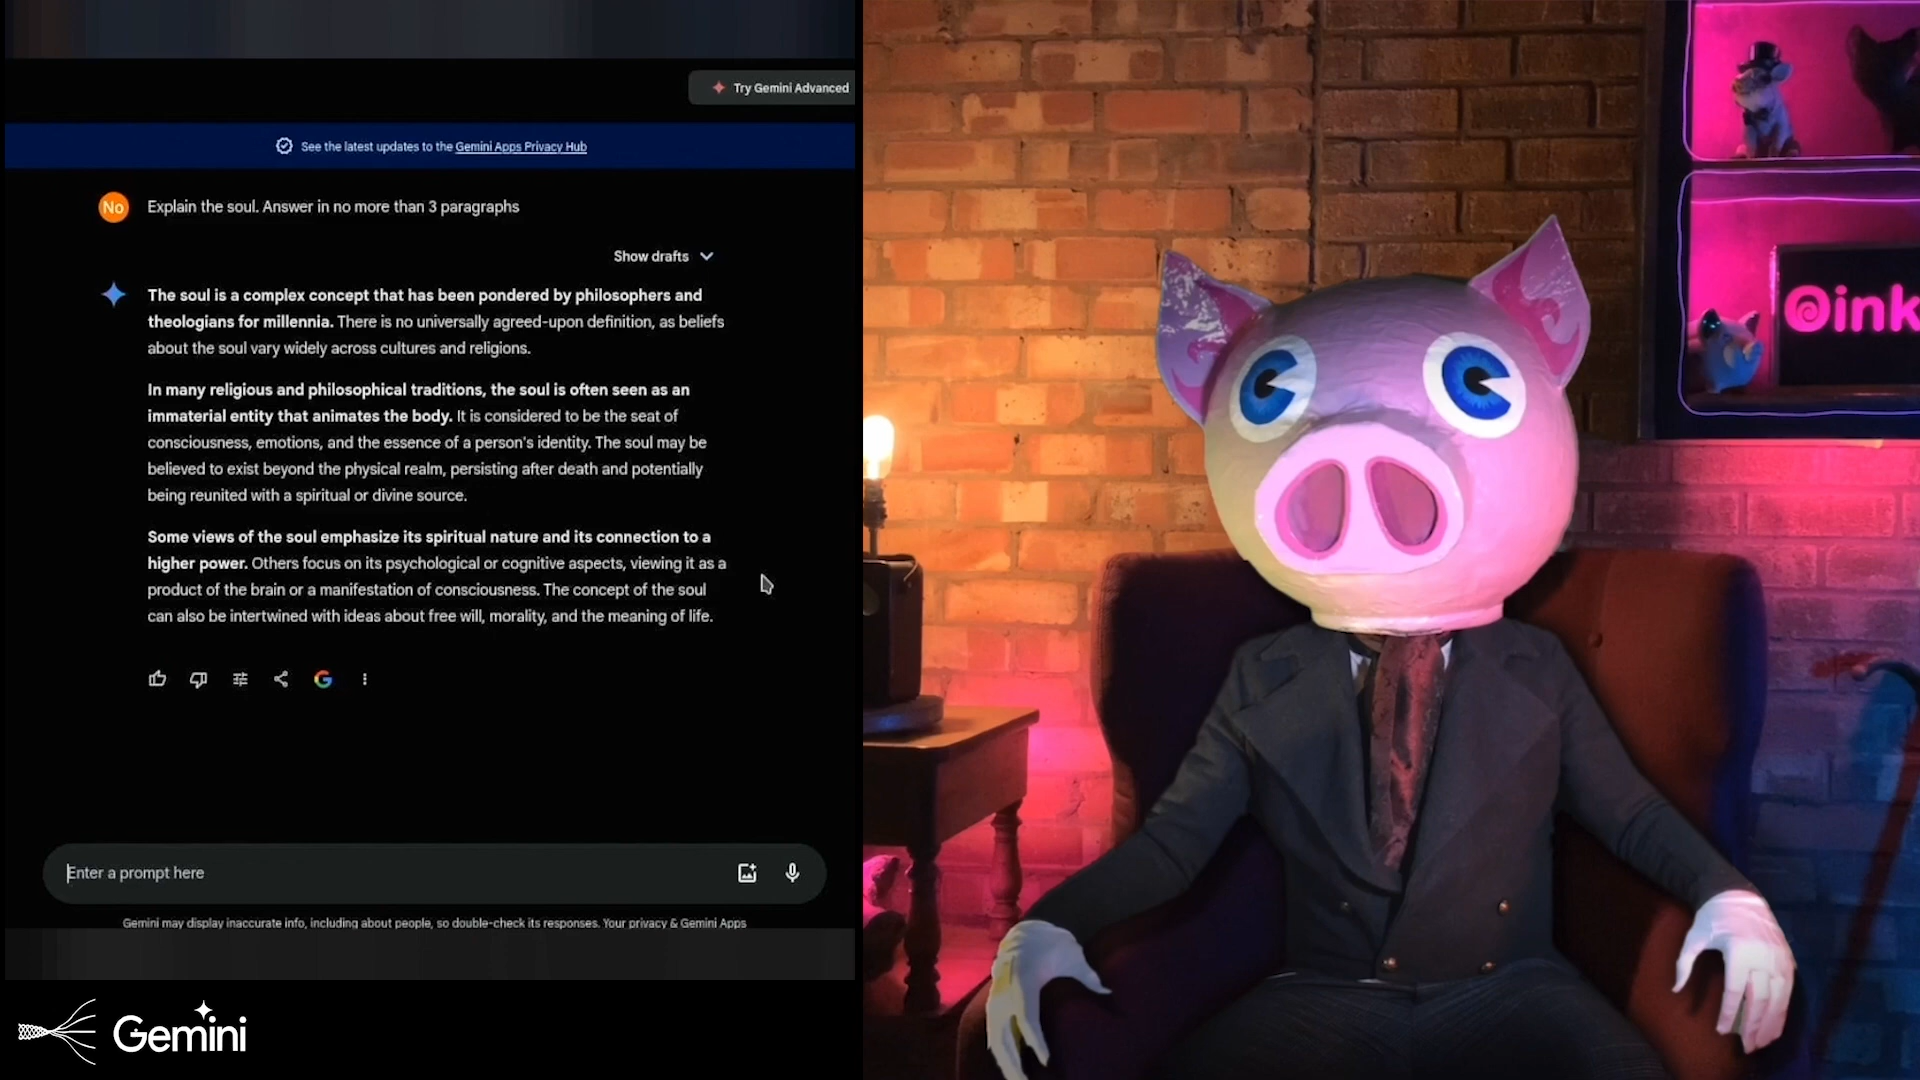 Try Gemini Advanced
See the latest updates to the Gemini Apps Privacy Hub
No
Explain the soul. Answer in no more than 3 paragraphs
Show drafts
The soul is a complex concept that has been pondered by philosophers and
theologians for millennia. There is no universally agreed-upon definition, as beliefs
about the soul vary widely across cultures and religions.
In many religious and philosophical traditions, the soul is often seen as an
immaterial entity that animates the body. It is considered to be the seat of
consciousness, emotions, and the essence of a person's identity. The soul may be
believed to exist beyond the physical realm, persisting after death and potentially
being reunited with a spiritual or divine source.
Some views of the soul emphasize its spiritual nature and its connection to a
higher power. Others focus on its psychological or cognitive aspects, viewing it as a
product of the brain or a manifestation of consciousness. The concept of the soul
can also be intertwined with ideas about free will, morality, and the meaning of life.
G
Enter a prompt here
Gemini may display inaccurate info, including about people, so double-check its responses. Your privacy & Gemini Apps
Gemini
Oink